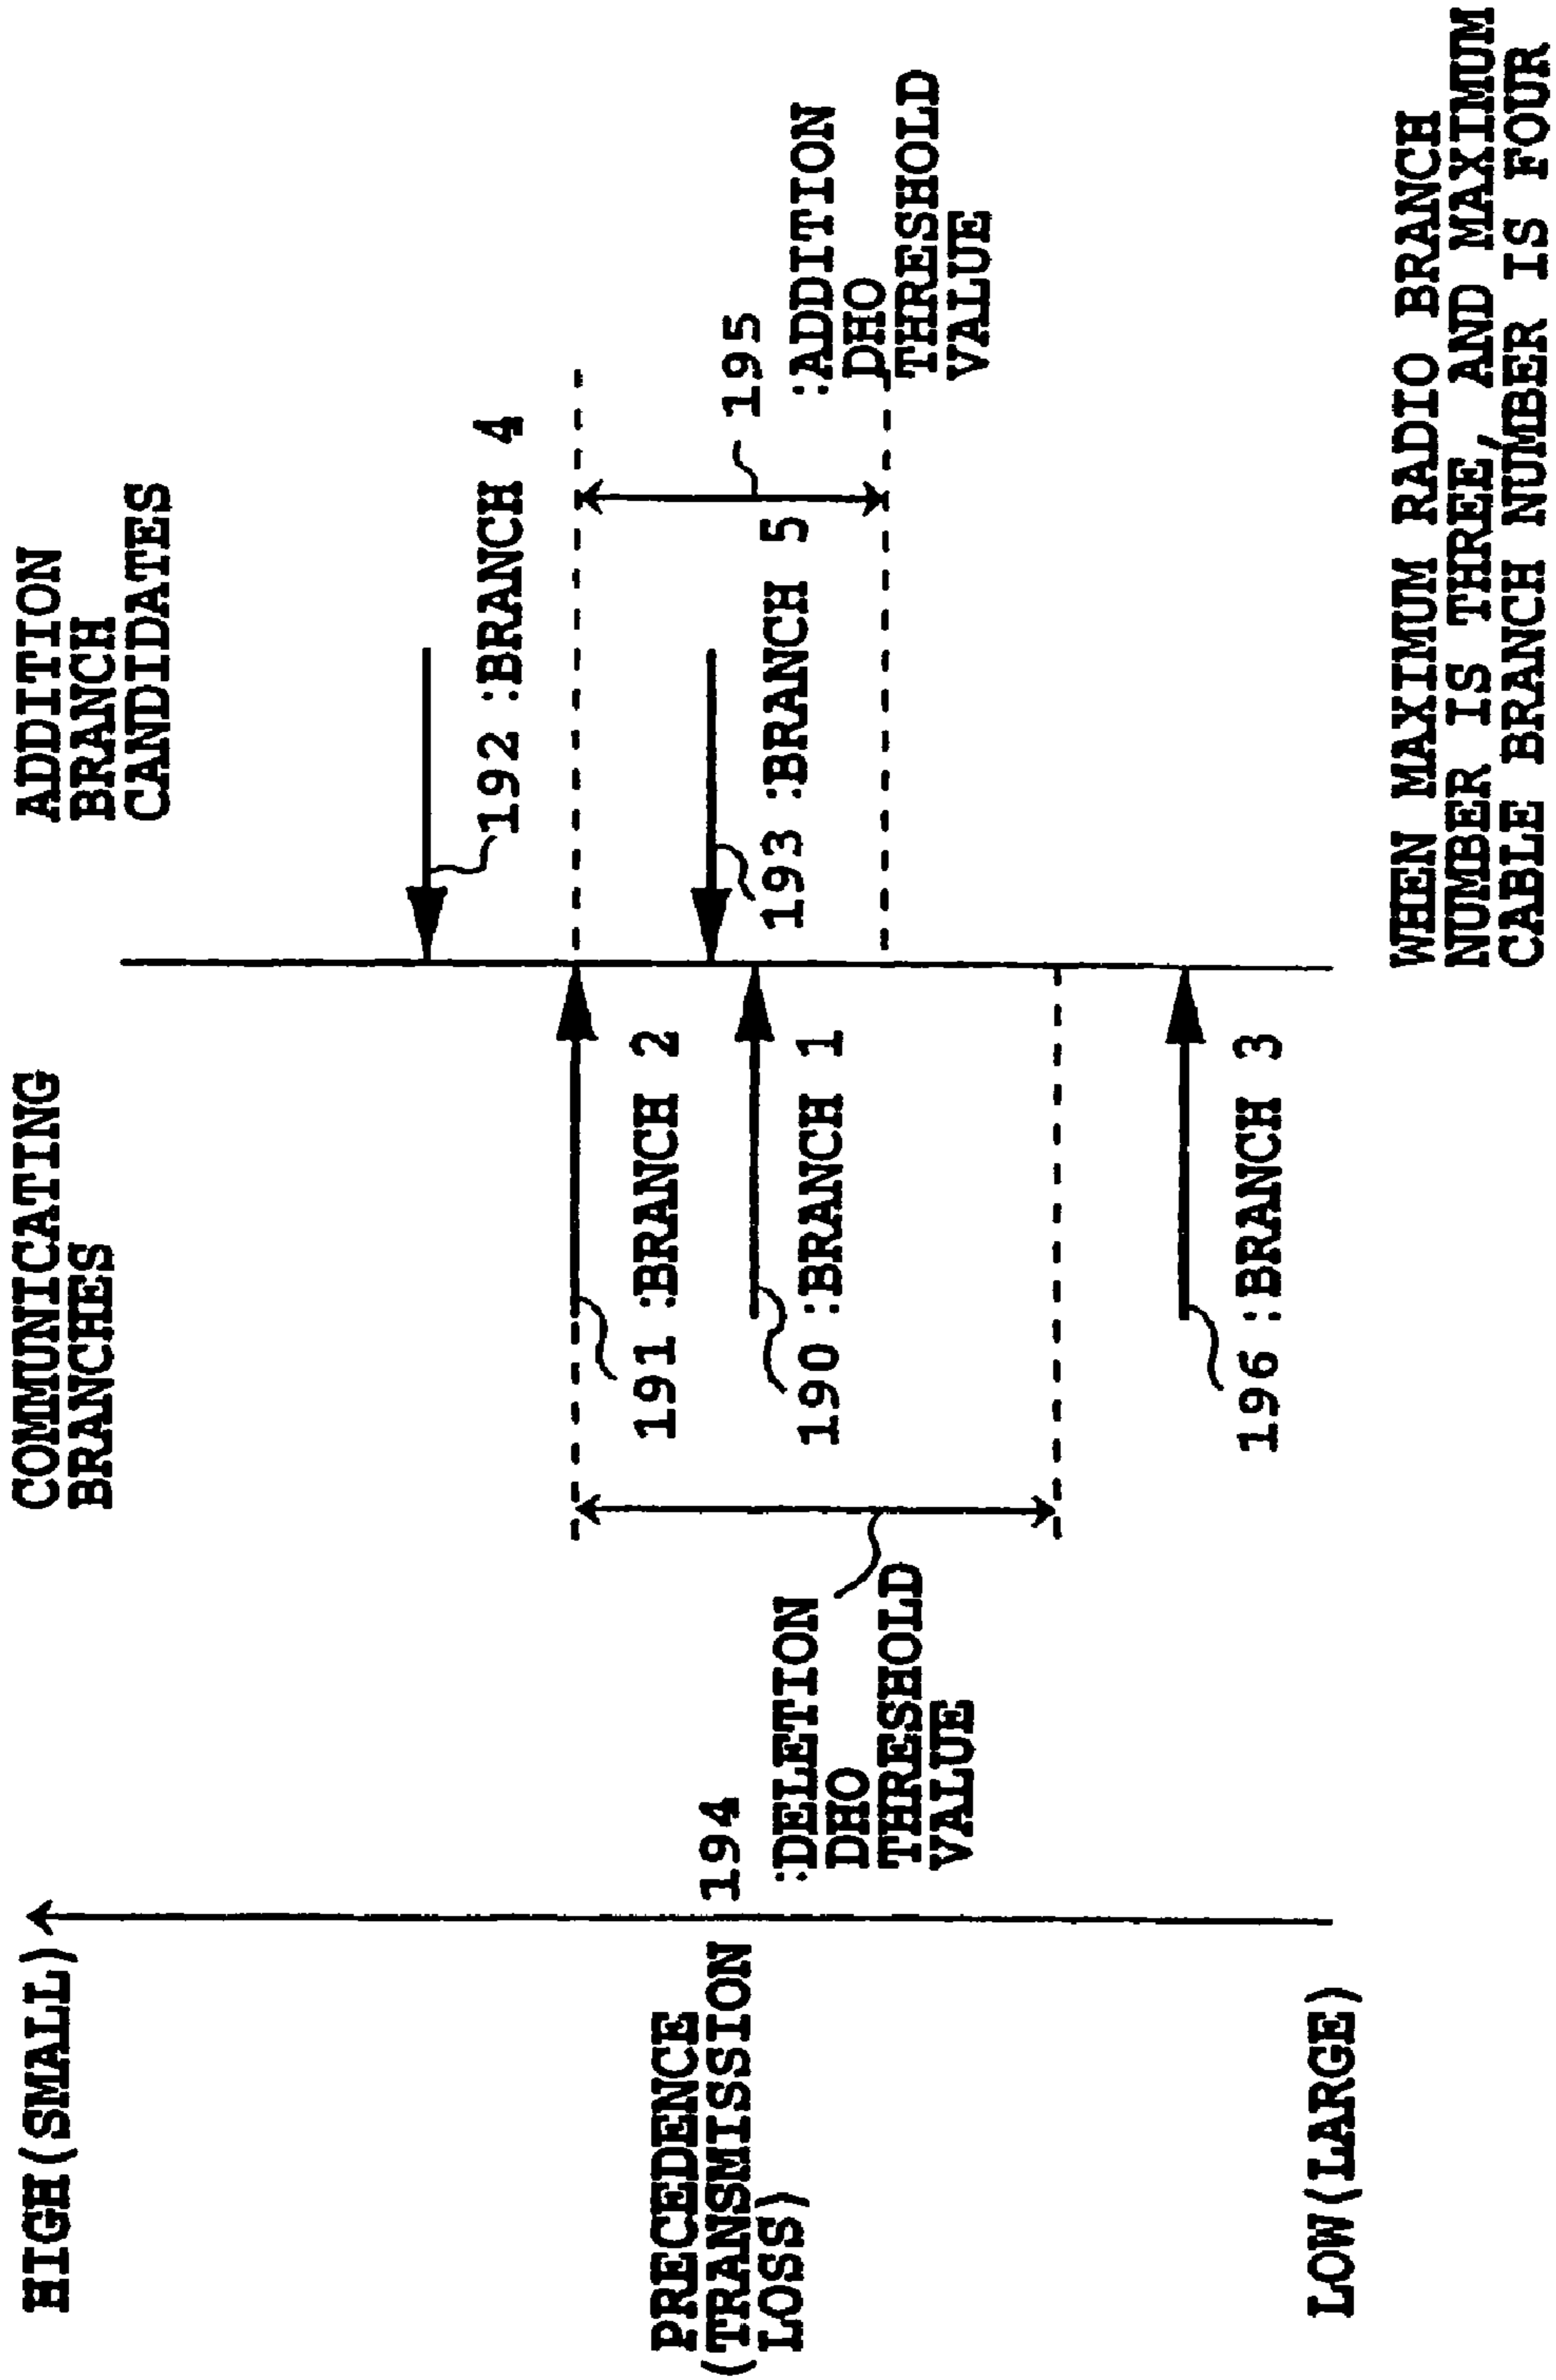 HIGH(SMALL)
PRECEDENCE
(TRANSMISSION
LOSS)
LOW(LARGE)
COMMUNICATING
BRANCHES
194
:DELETION
DHO
THRESHOLD
VALUE
191 :BRANCH 2
190 :BRANCH 1
196 :BRANCH 3
ADDITION
BRANCH
CANDIDATES
192 :BRANCH 4
193 :BRANCH 5
195
:ADDITION
DHO
THRESHOLD
VALUE
WHEN MAXIMUM RADIO BRANCH
NUMBER IS THREE, AND MAXIMUM
CABLE BRANCH NUMBER IS FOUR